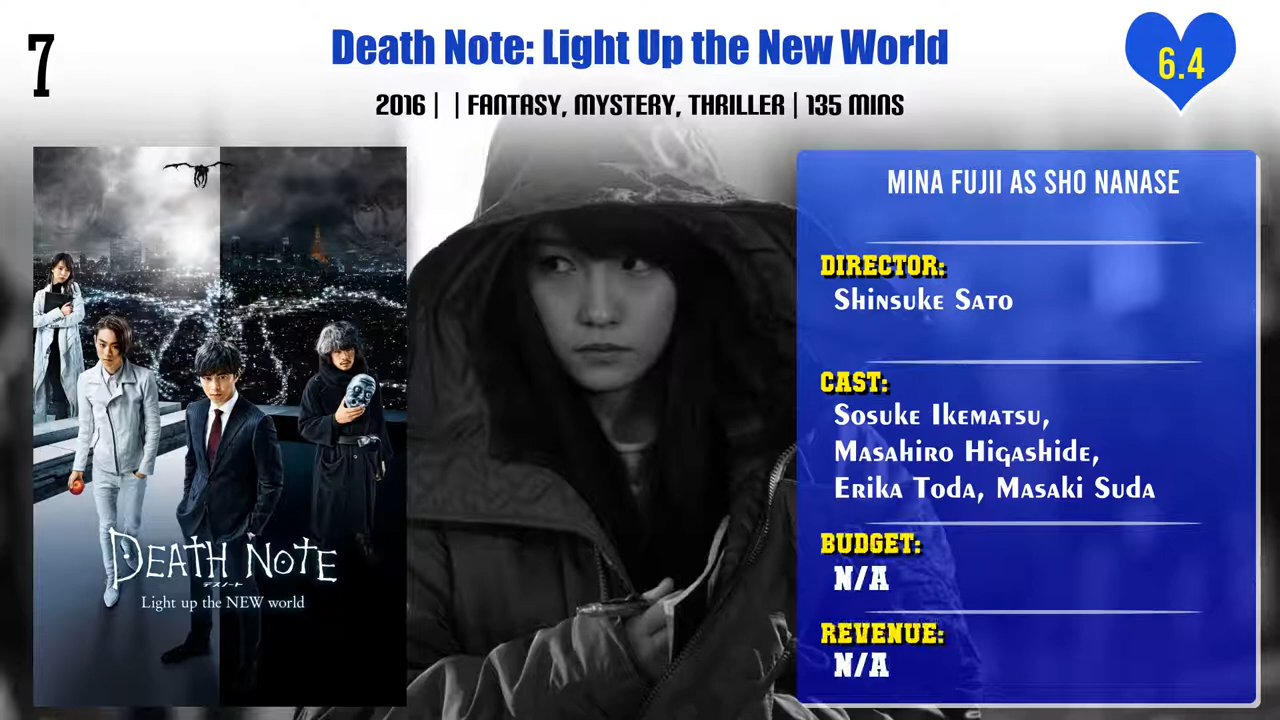 7
Death Note: Light Up the New World
6.4
2016 | | FANTASY, MYSTERY, THRILLER | 135 MINS
MINA FUJII AS SHO NANASE
DIRECTOR:
Shinsuke Sato
CAST:
Sosuke Ikematsu,
Masahiro Higashide,
Erika Toda, Masaki Suda
BUDGET:
N/A
REVENUE:
N/A
DEATH NOTE
デスノート
Light up the NEW world